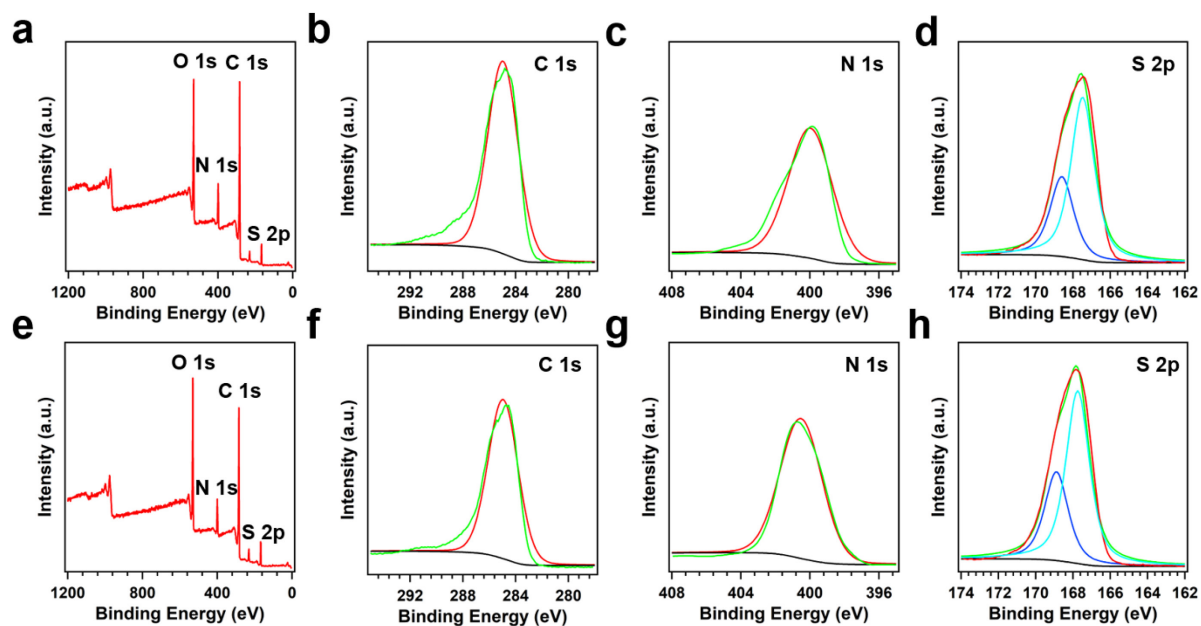 a
O 1s C 1s
N 1s
S 2p
Intensity (a.u.)
1200 800 400 0
Binding Energy (eV)
b
C 1s
Intensity (a.u.)
292 288 284 280
Binding Energy (eV)
c
N 1s
Intensity (a.u.)
408 404 400 396
Binding Energy (eV)
d
S 2p
Intensity (a.u.)
174 172 170 168 166 164 162
Binding Energy (eV)
e
O 1s
C 1s
N 1s
S 2p
Intensity (a.u.)
1200 800 400 0
Binding Energy (eV)
f
C 1s
Intensity (a.u.)
292 288 284 280
Binding Energy (eV)
g
N 1s
Intensity (a.u.)
408 404 400 396
Binding Energy (eV)
h
S 2p
Intensity (a.u.)
174 172 170 168 166 164 162
Binding Energy (eV)